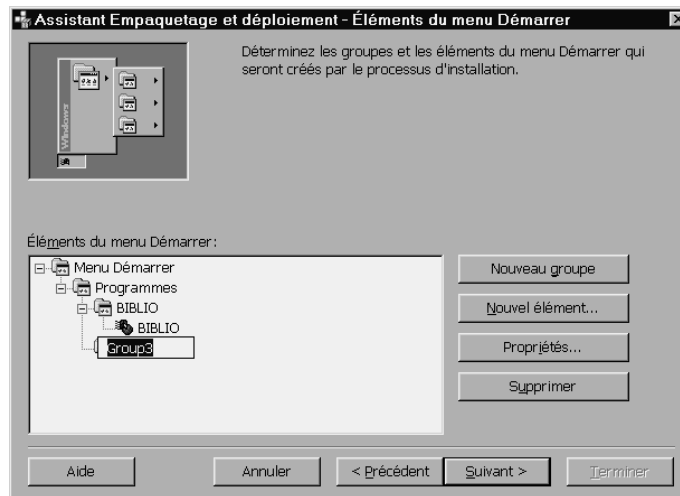 Assistant Empaquetage et déploiement - Éléments du menu Démarrer
Déterminez les groupes et les éléments du menu Démarrer qui
seront créés par le processus d'installation.
Windows
Éléments du menu Démarrer:
Menu Démarrer
Programmes
BIBLIO
BIBLIO
Group3
Nouveau groupe
Nouvel élément...
Propriétés...
Supprimer
Aide
Annuler
< Précédent
Suivant >
Terminer